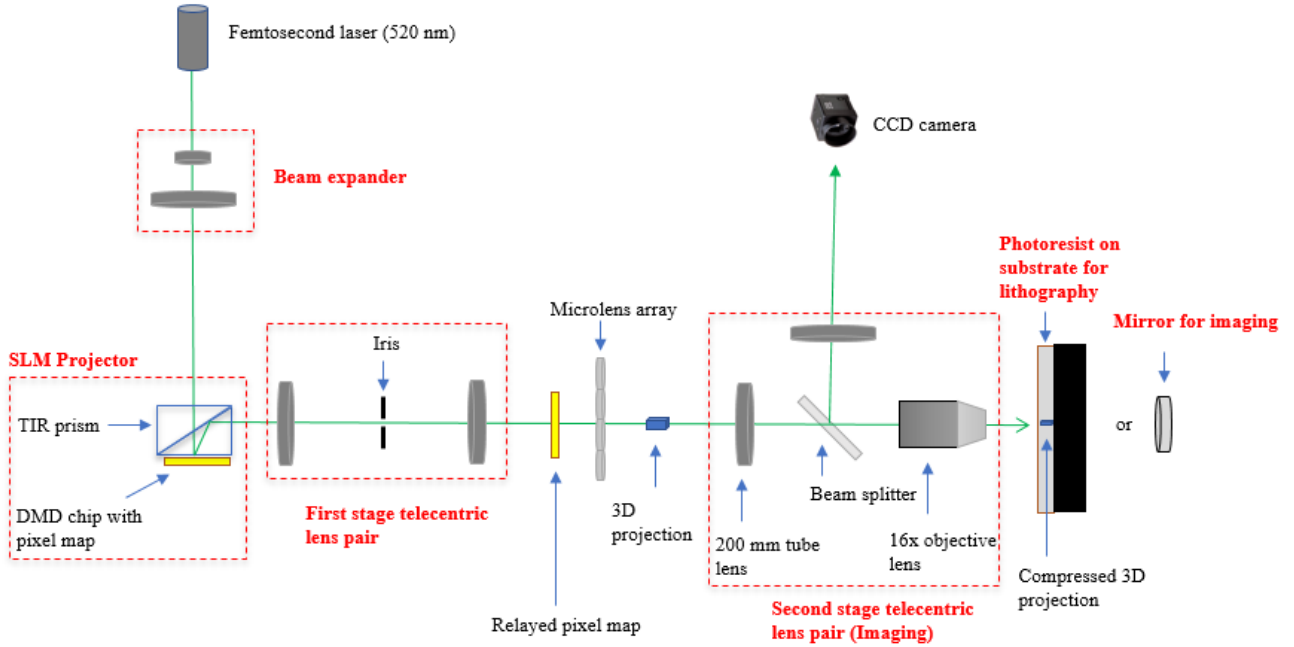 Femtosecond laser (520 nm)
Beam expander
CCD camera
Photoresist on
substrate for
lithography
Mirror for imaging
Microlens array
Iris
SLM Projector
TIR prism
or
DMD chip with
pixel map
First stage telecentric
lens pair
3D
projection
Relayed pixel map
Beam splitter
200 mm tube
lens
16x objective
lens
Compressed 3D
projection
Second stage telecentric
lens pair (Imaging)